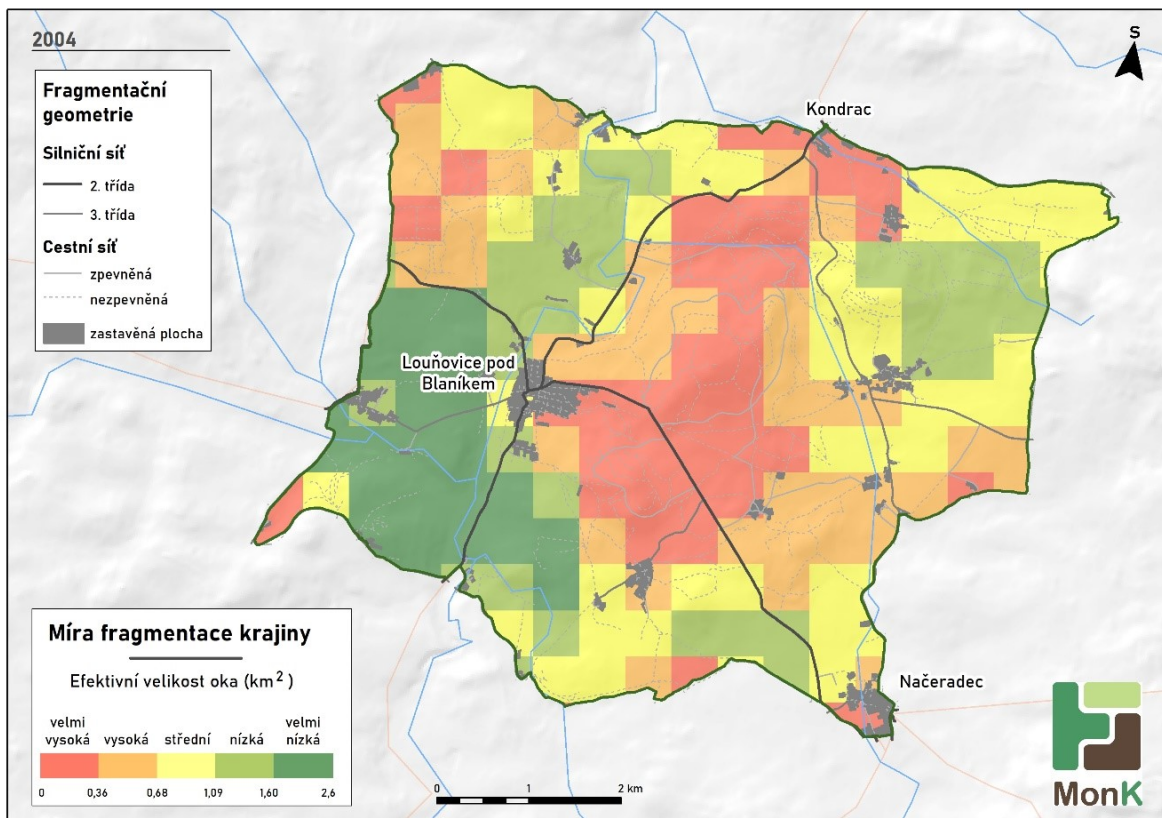 2004
Fragmentační
geometrie
Silniční síť
2. třída
3. třída
Cestní síť
zpevněná
nezpevněná
zastavěná plocha
S
Kondrac
Louňovice pod
Blaníkem
Načeradec
Míra fragmentace krajiny
Efektivní velikost oka (km²)
velmi vysoká
vysoká
střední
nízká
velmi nízká
0 0,36 0,68 1,09 1,60 2,6
0 1 2 km
MonK